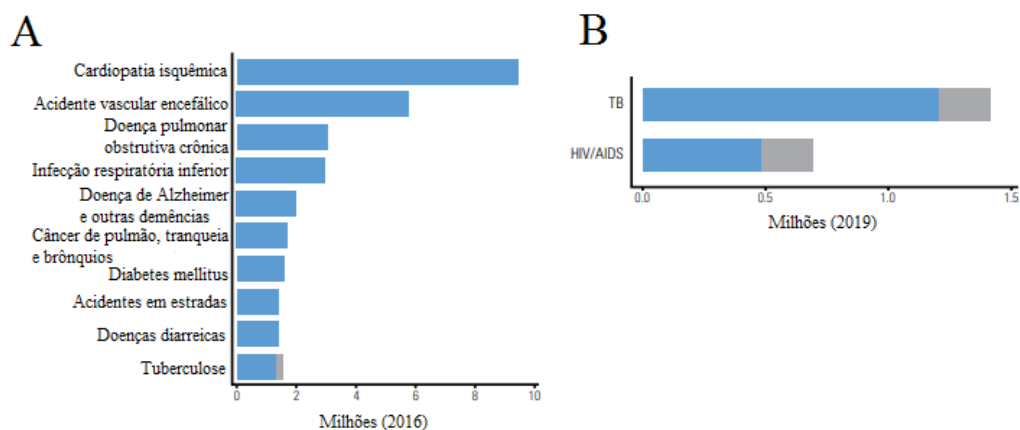 A
Cardiopatia isquêmica
Acidente vascular encefálico
Doença pulmonar
obstrutiva crônica
Infecção respiratória inferior
Doença de Alzheimer
e outras demências
Câncer de pulmão, tranqueia
e brônquios
Diabetes mellitus
Acidentes em estradas
Doenças diarreicas
Tuberculose
0 2 4 6 8 10
Milhões (2016)
B
TB
HIV/AIDS
0.0 0.5 1.0 1.5
Milhões (2019)